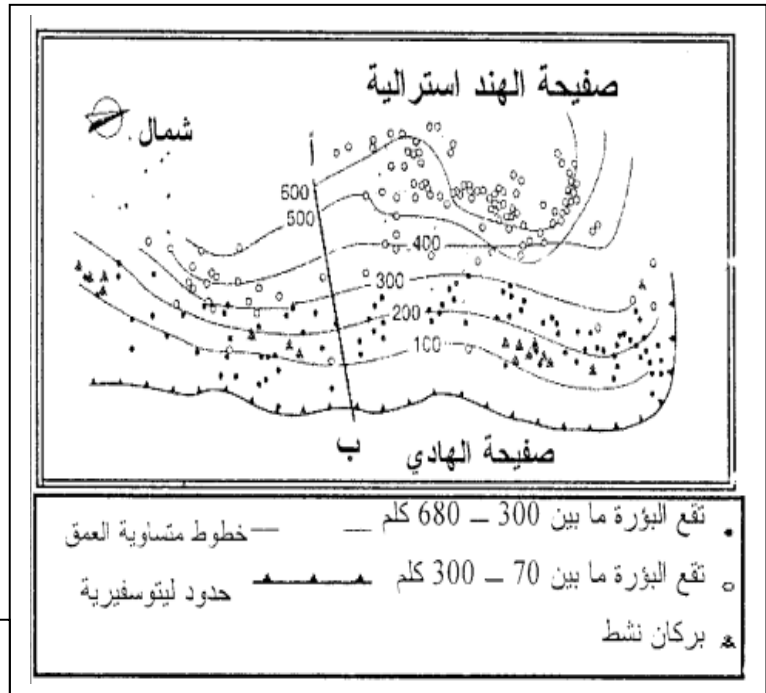 صفيحة الهند استرالية
شمال
أ
600
500
400
300
200
100
ب
صفيحة الهادي
تقع البؤرة ما بين 300 – 680 كلم
خطوط متساوية العمق
تقع البؤرة ما بين 70 – 300 كلم
حدود ليتوسفيرية
بركان نشط